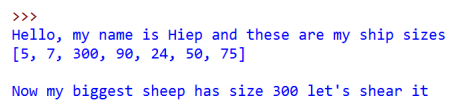 >>>
Hello, my name is Hiep and these are my ship sizes
[5, 7, 300, 90, 24, 50, 75]
Now my biggest sheep has size 300 let's shear it